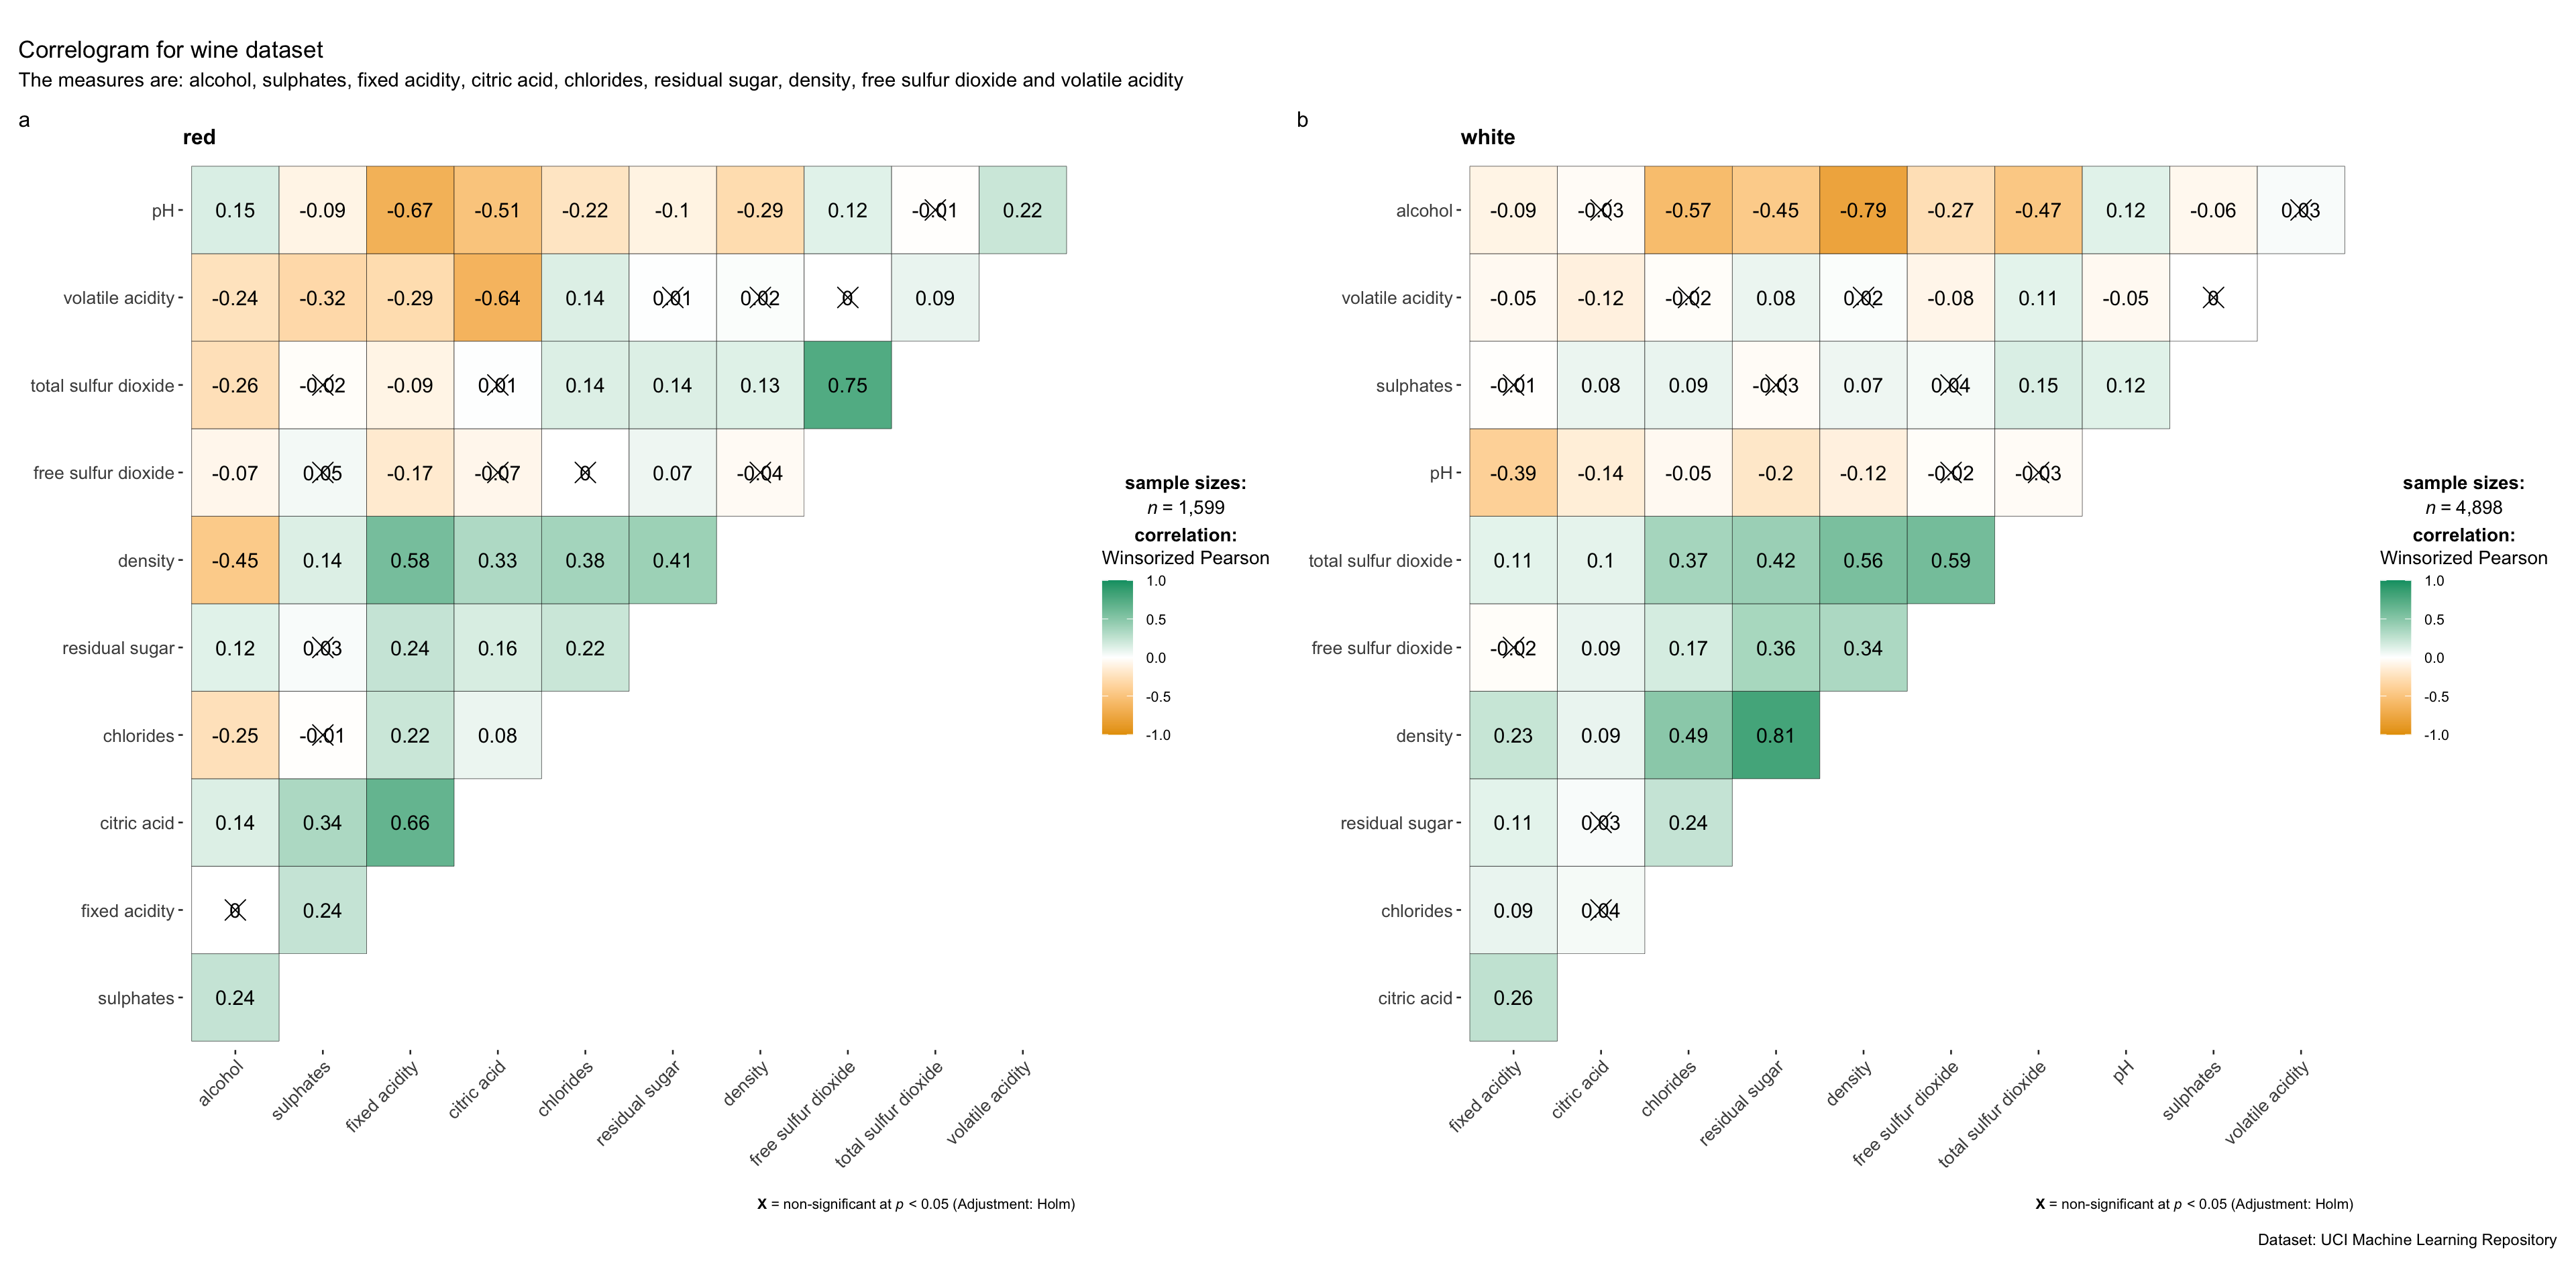 Correlogram for wine dataset
The measures are: alcohol, sulphates, fixed acidity, citric acid, chlorides, residual sugar, density, free sulfur dioxide and volatile acidity
a
red
pH 0.15 -0.09 -0.67 -0.51 -0.22 -0.1 -0.29 0.12 -0.01 0.22
volatile acidity -0.24 -0.32 -0.29 -0.64 0.14 0.01 0.02 0 0.09
total sulfur dioxide -0.26 -0.02 -0.09 0.01 0.14 0.14 0.13 0.75
free sulfur dioxide -0.07 0.05 -0.17 -0.07 0 0.07 -0.04
density -0.45 0.14 0.58 0.33 0.38 0.41
residual sugar 0.12 0.03 0.24 0.16 0.22
chlorides -0.25 -0.01 0.22 0.08
citric acid 0.14 0.34 0.66
fixed acidity 0 0.24
sulphates 0.24
alcohol sulphates fixed acidity citric acid chlorides residual sugar density free sulfur dioxide total sulfur dioxide volatile acidity
sample sizes:
n = 1,599
correlation:
Winsorized Pearson
1.0
0.5
0.0
-0.5
-1.0
X = non-significant at p < 0.05 (Adjustment: Holm)
b
white
alcohol -0.09 -0.03 -0.57 -0.45 -0.79 -0.27 -0.47 0.12 -0.06 0.03
volatile acidity -0.05 -0.12 -0.02 0.08 0.02 -0.08 0.11 -0.05 0
sulphates -0.01 0.08 0.09 -0.03 0.07 0.04 0.15 0.12
pH -0.39 -0.14 -0.05 -0.2 -0.12 -0.02 -0.03
total sulfur dioxide 0.11 0.1 0.37 0.42 0.56 0.59
free sulfur dioxide -0.02 0.09 0.17 0.36 0.34
density 0.23 0.09 0.49 0.81
residual sugar 0.11 0.03 0.24
chlorides 0.09 0.04
citric acid 0.26
fixed acidity citric acid chlorides residual sugar density free sulfur dioxide total sulfur dioxide pH sulphates volatile acidity
sample sizes:
n = 4,898
correlation:
Winsorized Pearson
1.0
0.5
0.0
-0.5
-1.0
X = non-significant at p < 0.05 (Adjustment: Holm)
Dataset: UCI Machine Learning Repository